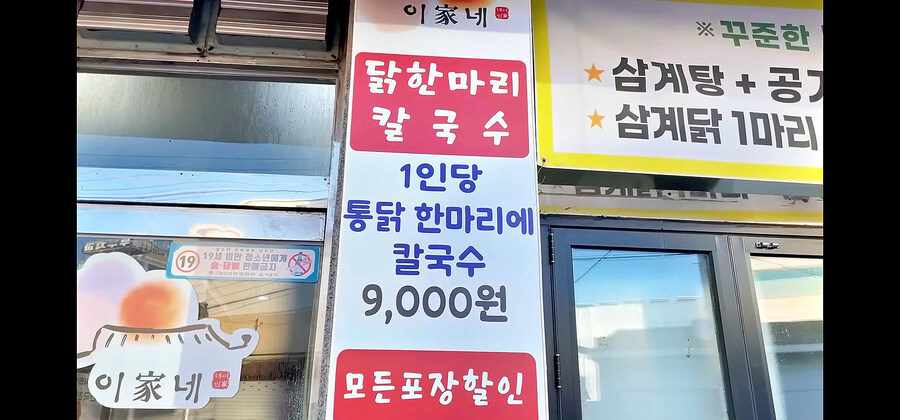 이家네
닭한마리
칼국수
1인당
통닭 한마리에
칼국수
9,000원
모든포장할인
※꾸준한
★삼계탕 + 공기
★삼계닭 1마리
19
19세 미만 청소년에게
술·담배 판매금지
이家네